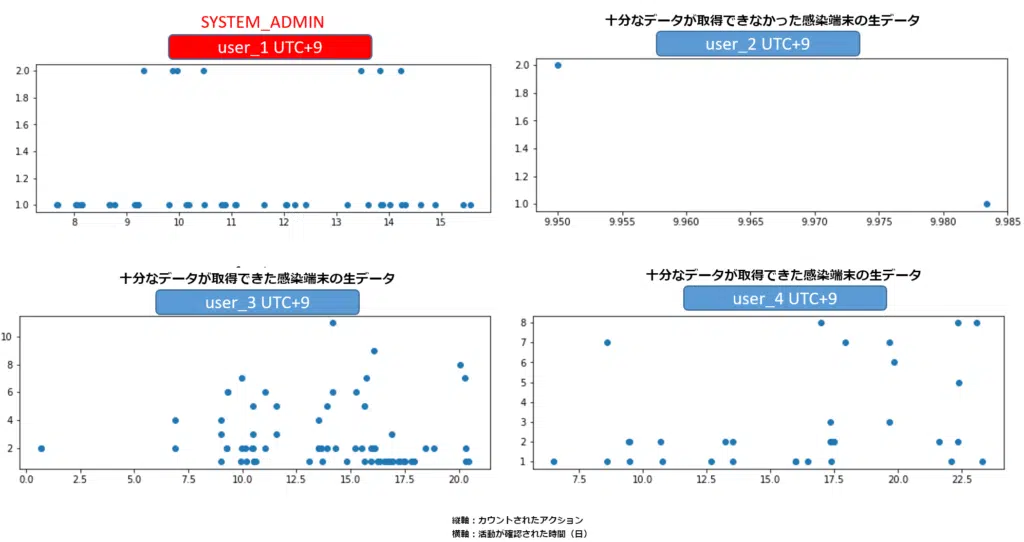 SYSTEM_ADMIN
user_1 UTC+9
2.0
1.8
1.6
1.4
1.2
1.0
8 9 10 11 12 13 14 15
十分なデータが取得できなかった感染端末の生データ
user_2 UTC+9
2.0
1.8
1.6
1.4
1.2
1.0
9.950 9.955 9.960 9.965 9.970 9.975 9.980 9.985
十分なデータが取得できた感染端末の生データ
user_3 UTC+9
10
8
6
4
2
0.0 2.5 5.0 7.5 10.0 12.5 15.0 17.5 20.0
十分なデータが取得できた感染端末の生データ
user_4 UTC+9
8
7
6
5
4
3
2
1
7.5 10.0 12.5 15.0 17.5 20.0 22.5
縦軸：カウントされたアクション
横軸：活動が確認された時間（日）